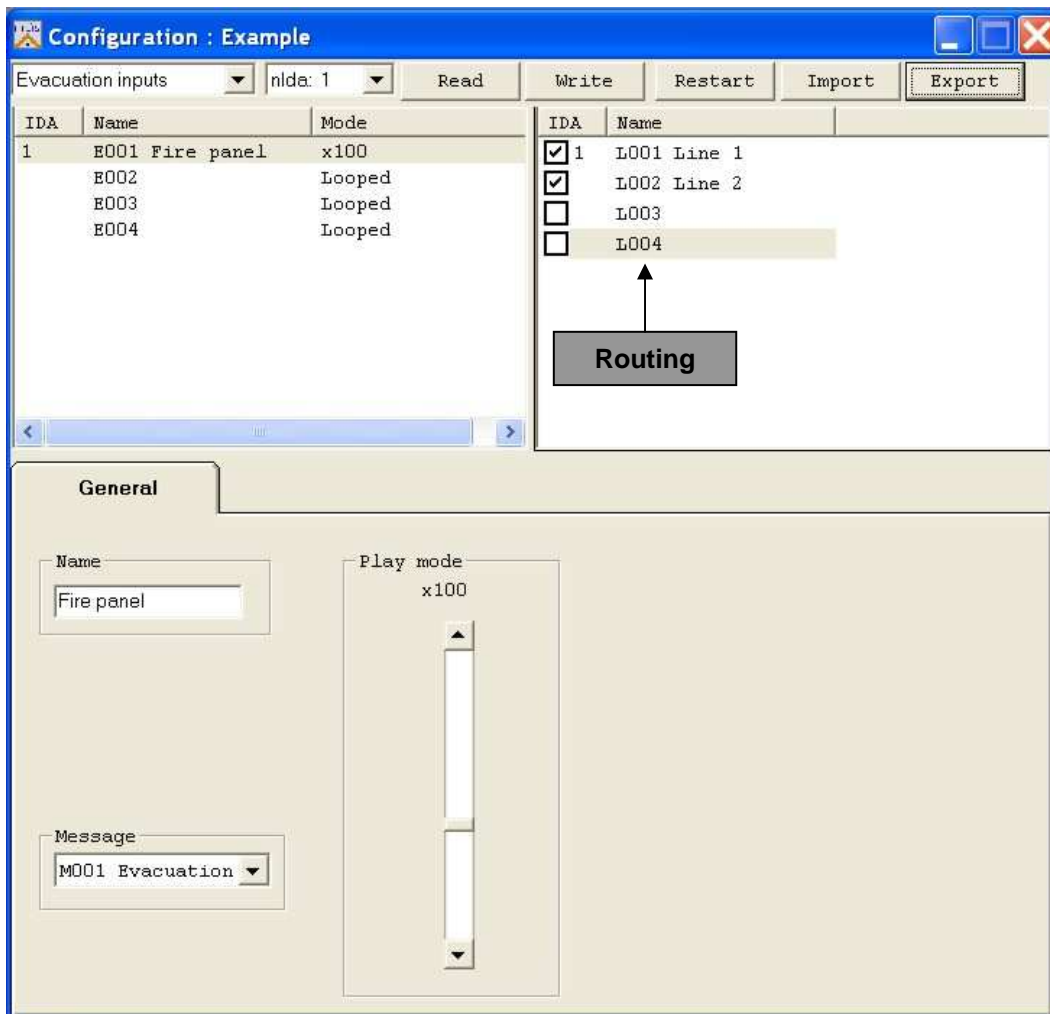 Configuration : Example
Evacuation inputs nIda: 1 Read Write Restart Import Export
IDA Name Mode
1 E001 Fire panel x100
E002 Looped
E003 Looped
E004 Looped
IDA Name
1 L001 Line 1
L002 Line 2
L003
L004
Routing
General
Name
Fire panel
Play mode
x100
Message
M001 Evacuation